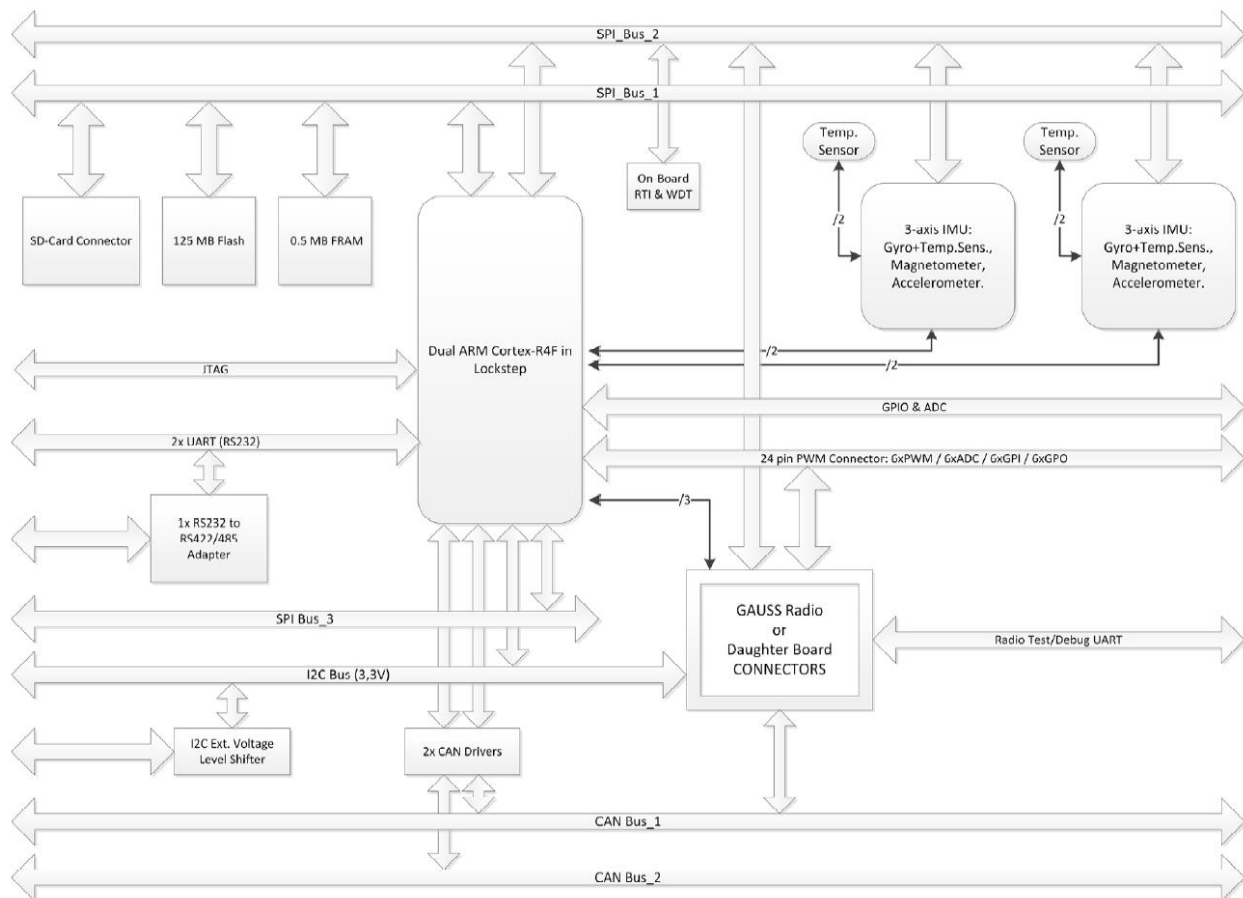 SPI_Bus_2
SPI_Bus_1
Temp.
Sensor
Temp.
Sensor
On-Board
RTI & WDT
SD-Card Connector
125 MB Flash
0.5 MB FRAM
/2
/2
3-axis IMU:
Gyro+Temp.Sens.,
Magnetometer,
Accelerometer.
3-axis IMU:
Gyro+Temp.Sens.,
Magnetometer,
Accelerometer.
Dual ARM Cortex-R4F in
Lockstep
/2
/2
JTAG
GPIO & ADC
2x UART (RS232)
24 pin PWM Connector: 6xPWM / 6xADC / 6xGPI / 6xGPO
/3
1x RS232 to
RS422/485
Adapter
SPI Bus_3
GAUSS Radio
or
Daughter Board
CONNECTORS
Radio Test/Debug UART
I2C Bus (3,3V)
I2C Ext. Voltage
Level Shifter
2x CAN Drivers
CAN Bus_1
CAN Bus_2